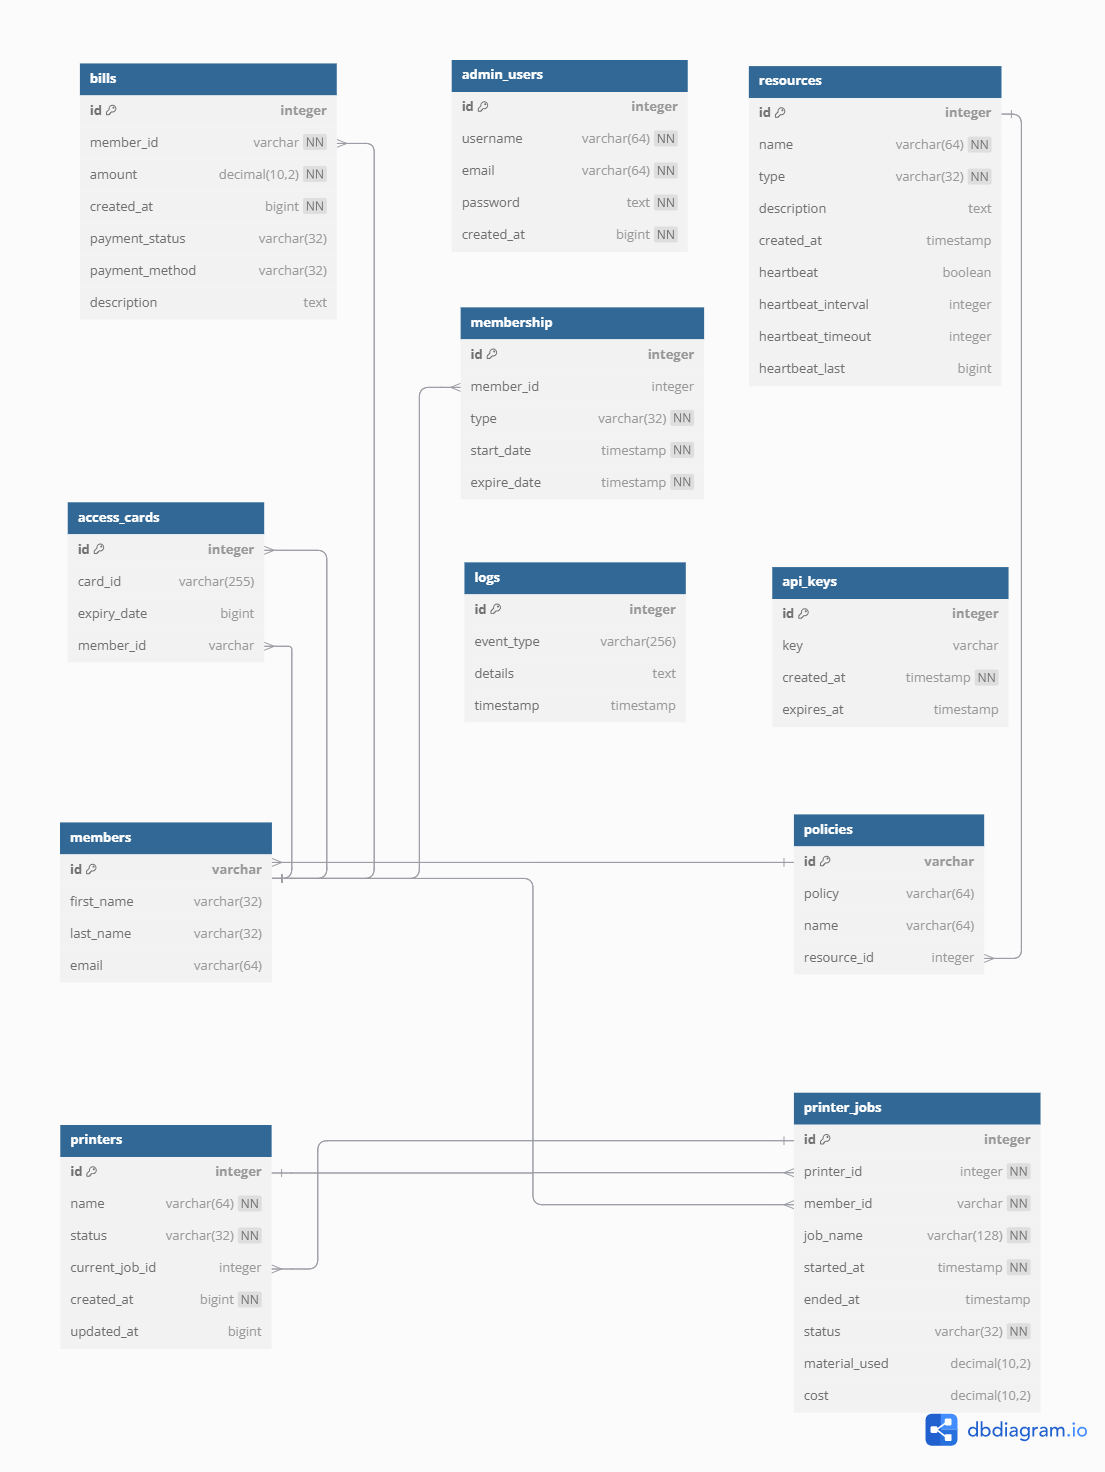 bills
id integer
member_id varchar NN
amount decimal(10,2) NN
created_at bigint NN
payment_status varchar(32)
payment_method varchar(32)
description text
admin_users
id integer
username varchar(64) NN
email varchar(64) NN
password text NN
created_at bigint NN
resources
id integer
name varchar(64) NN
type varchar(32) NN
description text
created_at timestamp
heartbeat boolean
heartbeat_interval integer
heartbeat_timeout integer
heartbeat_last bigint
membership
id integer
member_id integer
type varchar(32) NN
start_date timestamp NN
expire_date timestamp NN
access_cards
id integer
card_id varchar(255)
expiry_date bigint
member_id varchar
logs
id integer
event_type varchar(256)
details text
timestamp timestamp
api_keys
id integer
key varchar
created_at timestamp NN
expires_at timestamp
members
id varchar
first_name varchar(32)
last_name varchar(32)
email varchar(64)
policies
id varchar
policy varchar(64)
name varchar(64)
resource_id integer
printers
id integer
name varchar(64) NN
status varchar(32) NN
current_job_id integer
created_at bigint NN
updated_at bigint
printer_jobs
id integer
printer_id integer NN
member_id varchar NN
job_name varchar(128) NN
started_at timestamp NN
ended_at timestamp
status varchar(32) NN
material_used decimal(10,2)
cost decimal(10,2)
dbdiagram.io